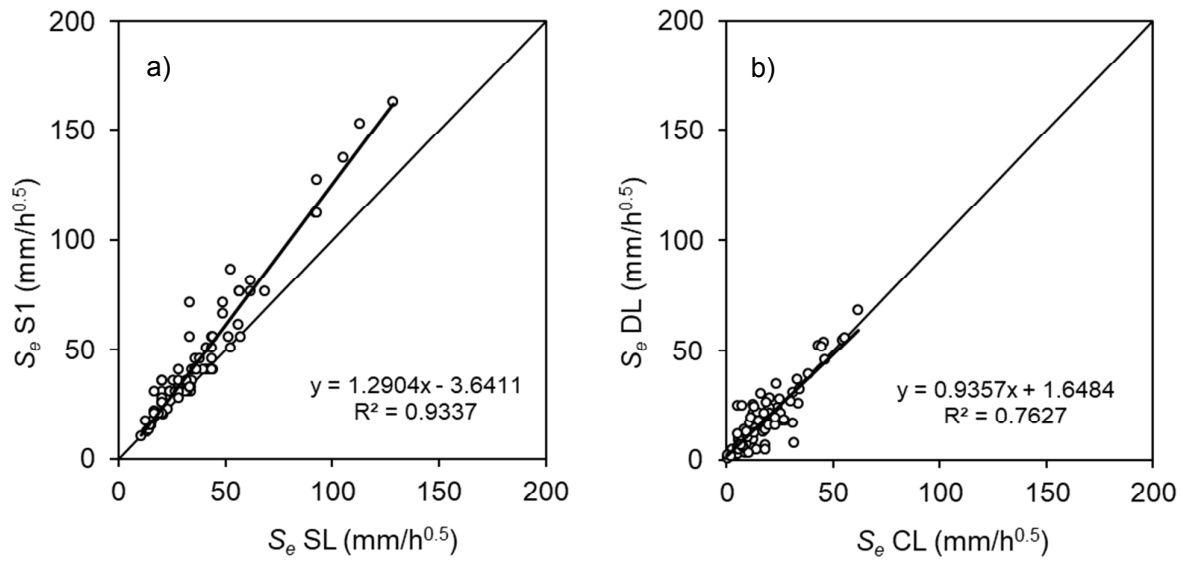 a)
200
150
100
50
0
Sₑ S1 (mm/h⁰·⁵)
y = 1.2904x - 3.6411
R² = 0.9337
0 50 100 150 200
Sₑ SL (mm/h⁰·⁵)
b)
200
150
100
50
0
Sₑ DL (mm/h⁰·⁵)
y = 0.9357x + 1.6484
R² = 0.7627
0 50 100 150 200
Sₑ CL (mm/h⁰·⁵)